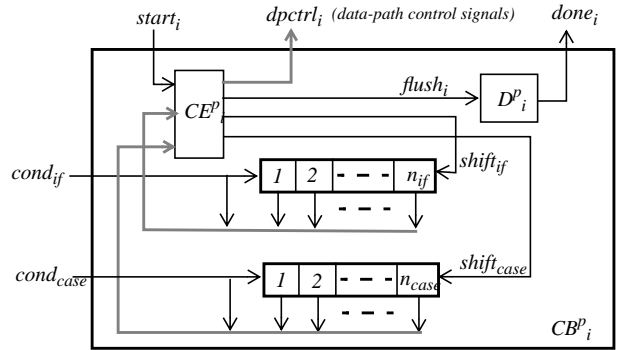 start_i dpctrl_i (data-path control signals) done_i
CE^p_i flush_i D^p_i
cond_if 1 2 n_if shift_if
cond_case 1 2 n_case shift_case
CB^p_i